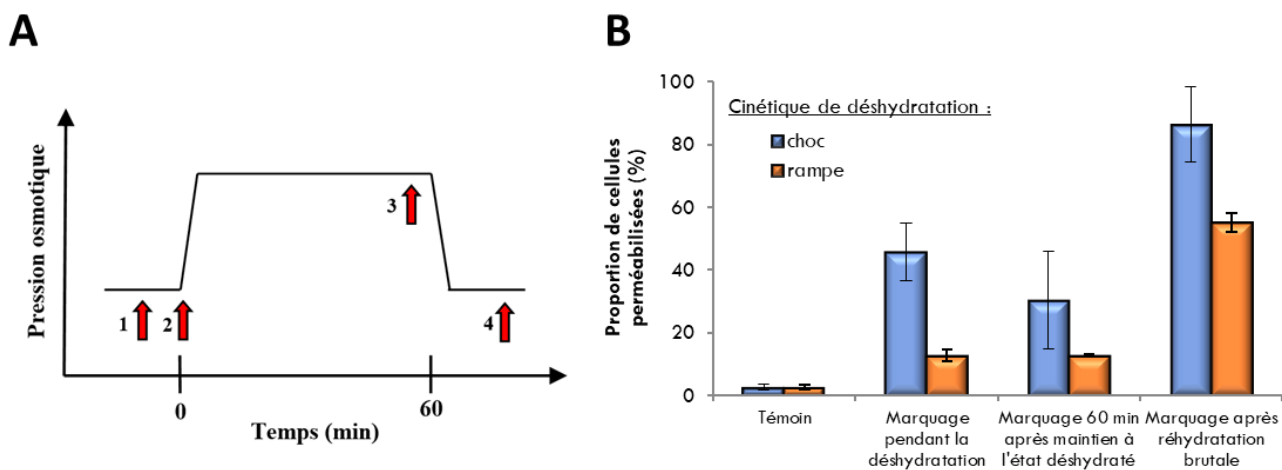 A
Pression osmotique
1
2
3
4
0
60
Temps (min)
B
Proportion de cellules
perméabilisées (%)
100
80
60
40
20
0
Cinétique de déshydratation :
choc
rampe
Témoin
Marquage
pendant la
déshydratation
Marquage 60 min
après maintien à
l'état déshydraté
Marquage après
réhydratation
brutale